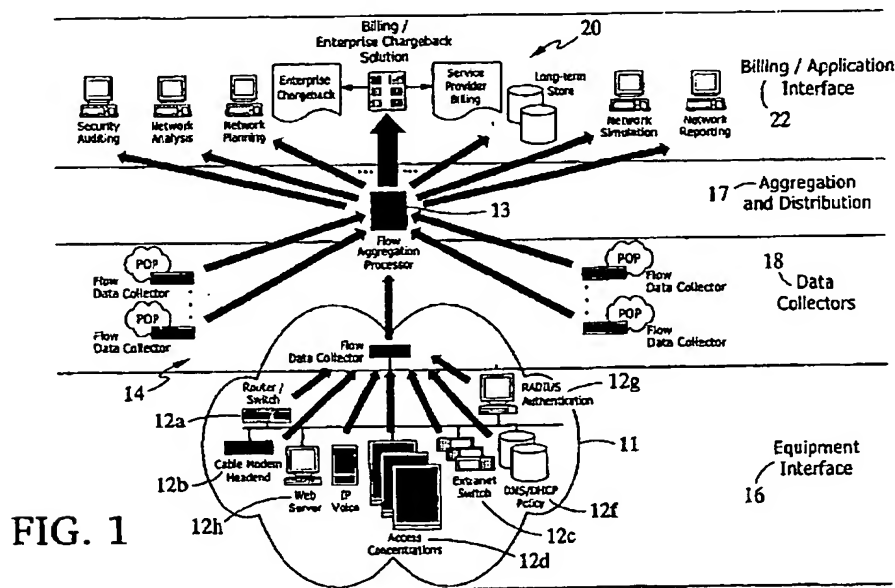 Billing /
Enterprise Chargeback
Solution
20
Enterprise
Chargeback
Service
Provider
Billing
Long-term
Store
Billing / Application
Interface
22
Security
Auditing
Network
Analysis
Network
Planning
Network
Simulation
Network
Reporting
13
17
Aggregation
and Distribution
Flow
Aggregation
Processor
POP
Flow
Data Collector
POP
Flow
Data Collector
POP
Flow
Data Collector
POP
Flow
Data Collector
18
Data
Collectors
14
Flow
Data Collector
Router /
Switch
12a
RADIUS
Authentication
12g
11
Cable Modem
Headend
12b
Web
Server
12h
IP
Voice
Access
Concentrations
12d
Extranet
Switch
12c
DNS/DHCP
Policy
12f
Equipment
Interface
16
FIG. 1